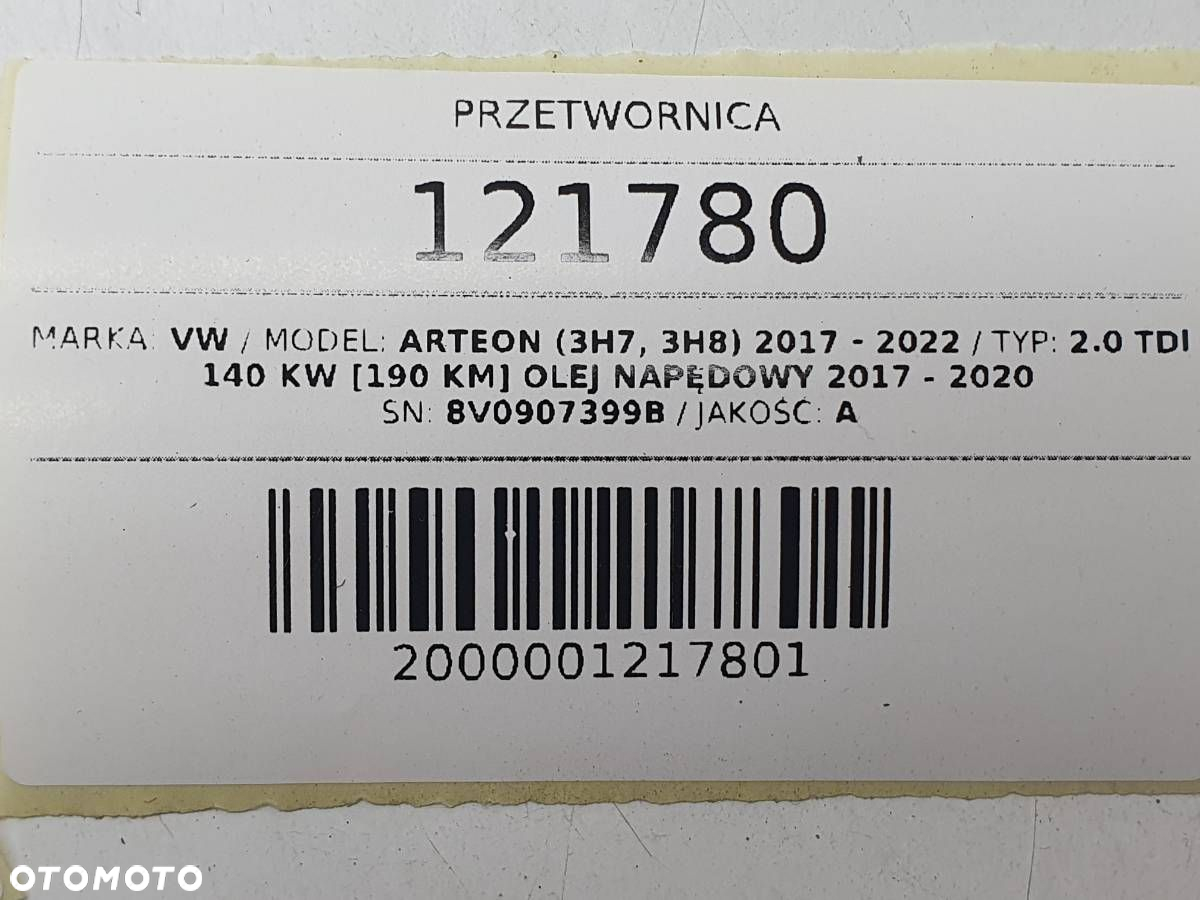 PRZETWORNICA
121780
MARKA: VW / MODEL: ARTEON (3H7, 3H8) 2017 - 2022 / TYP: 2.0 TDI
140 KW [190 KM] OLEJ NAPĘDOWY 2017 - 2020
SN: 8V0907399B / JAKOŚĆ: A
2000001217801
OTOMOTO